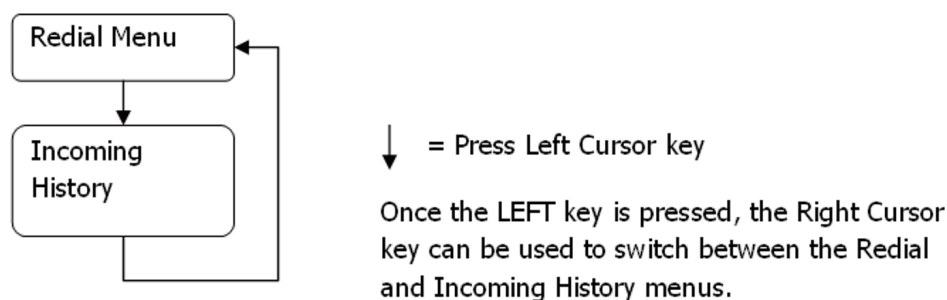 Redial Menu
Incoming
History
= Press Left Cursor key
Once the LEFT key is pressed, the Right Cursor
key can be used to switch between the Redial
and Incoming History menus.